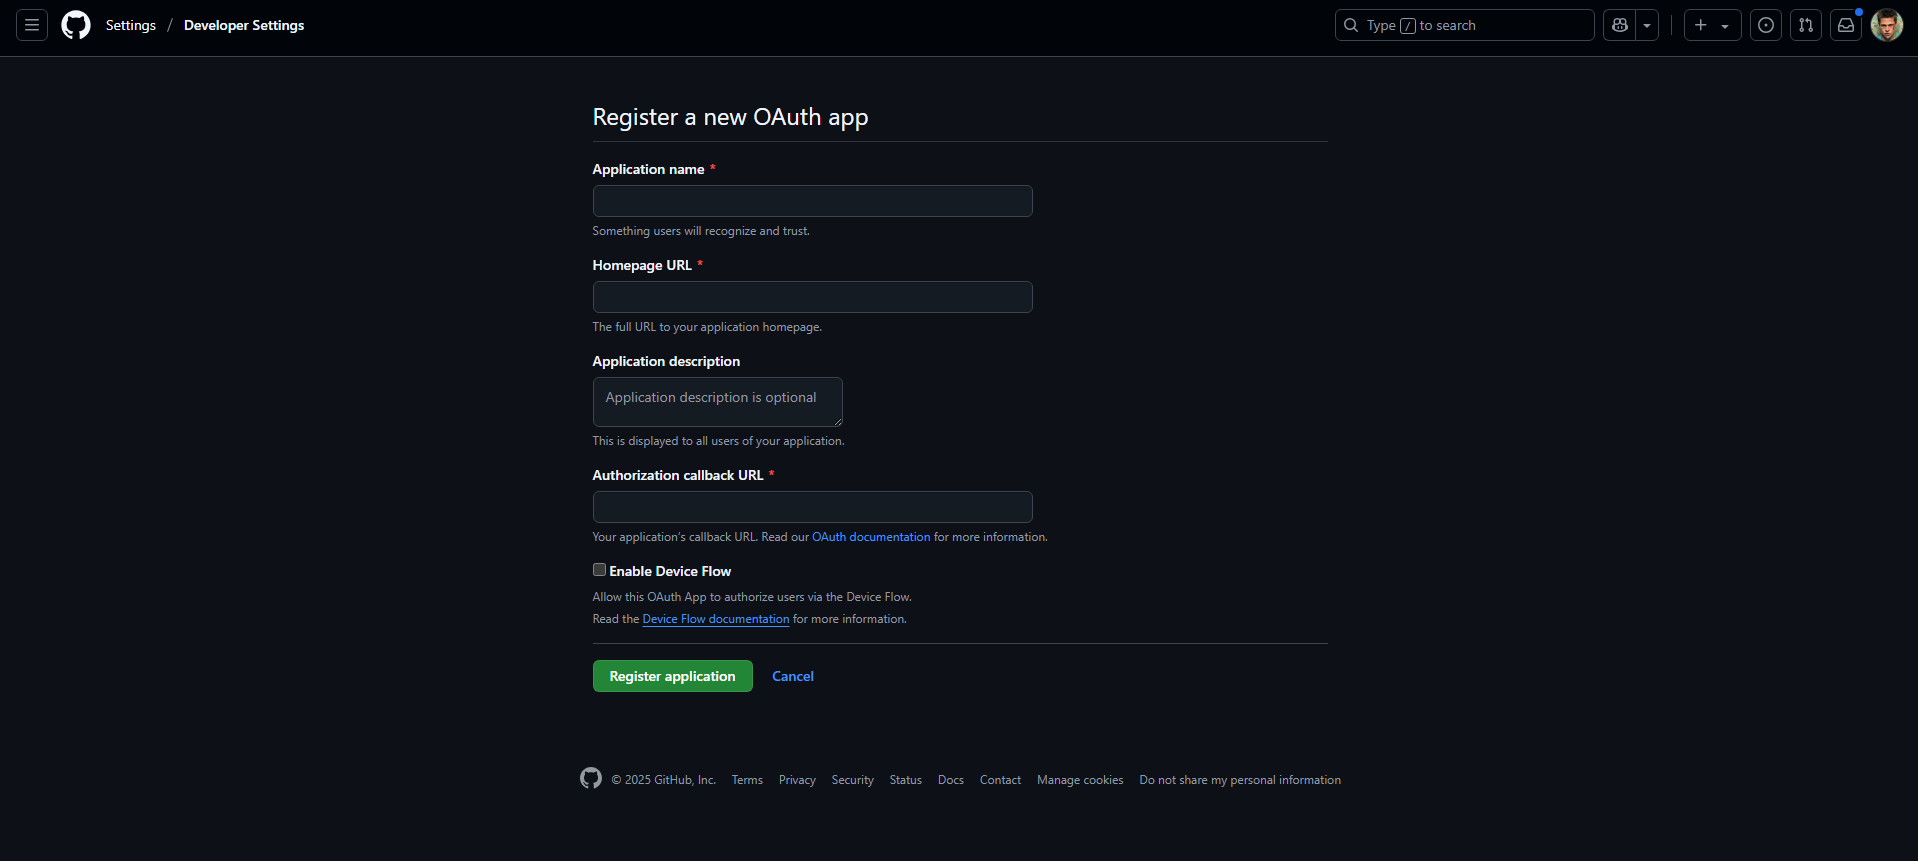 Settings / Developer Settings
Type / to search
Register a new OAuth app
Application name *
Something users will recognize and trust.
Homepage URL *
The full URL to your application homepage.
Application description
Application description is optional
This is displayed to all users of your application.
Authorization callback URL *
Your application's callback URL. Read our OAuth documentation for more information.
Enable Device Flow
Allow this OAuth App to authorize users via the Device Flow.
Read the Device Flow documentation for more information.
Register application Cancel
© 2025 GitHub, Inc. Terms Privacy Security Status Docs Contact Manage cookies Do not share my personal information